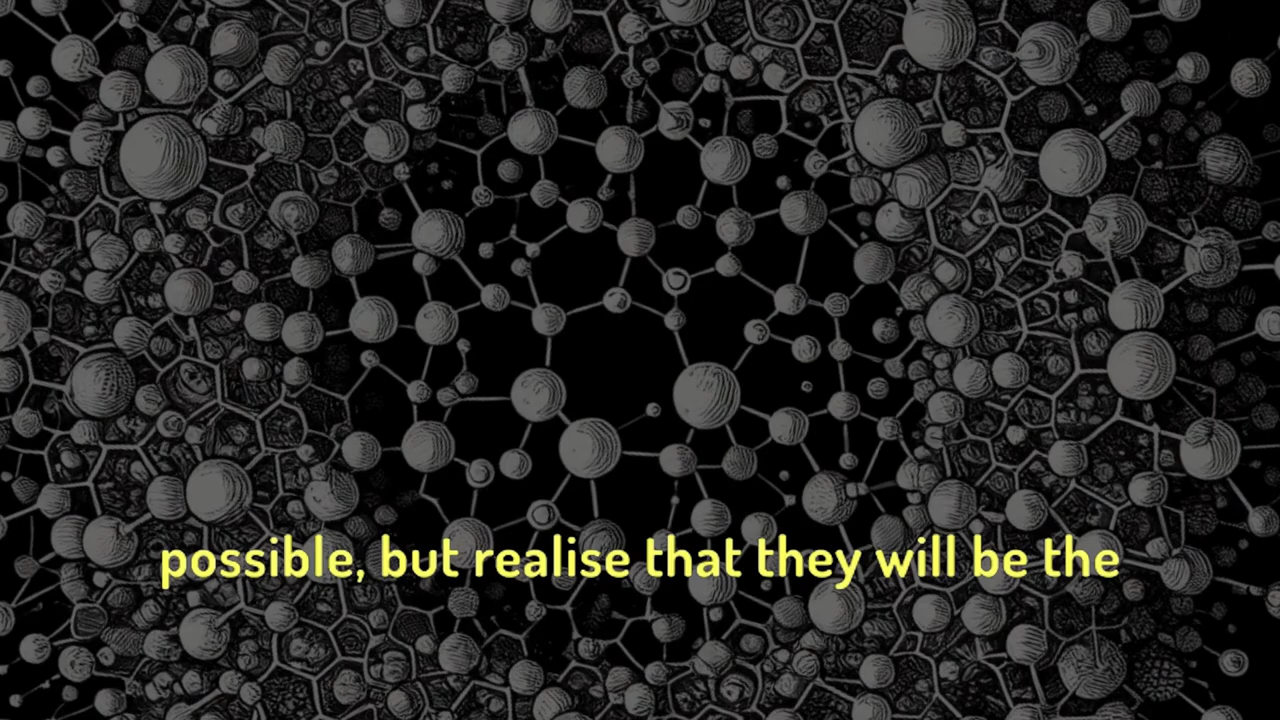 possible, but realise that they will be the